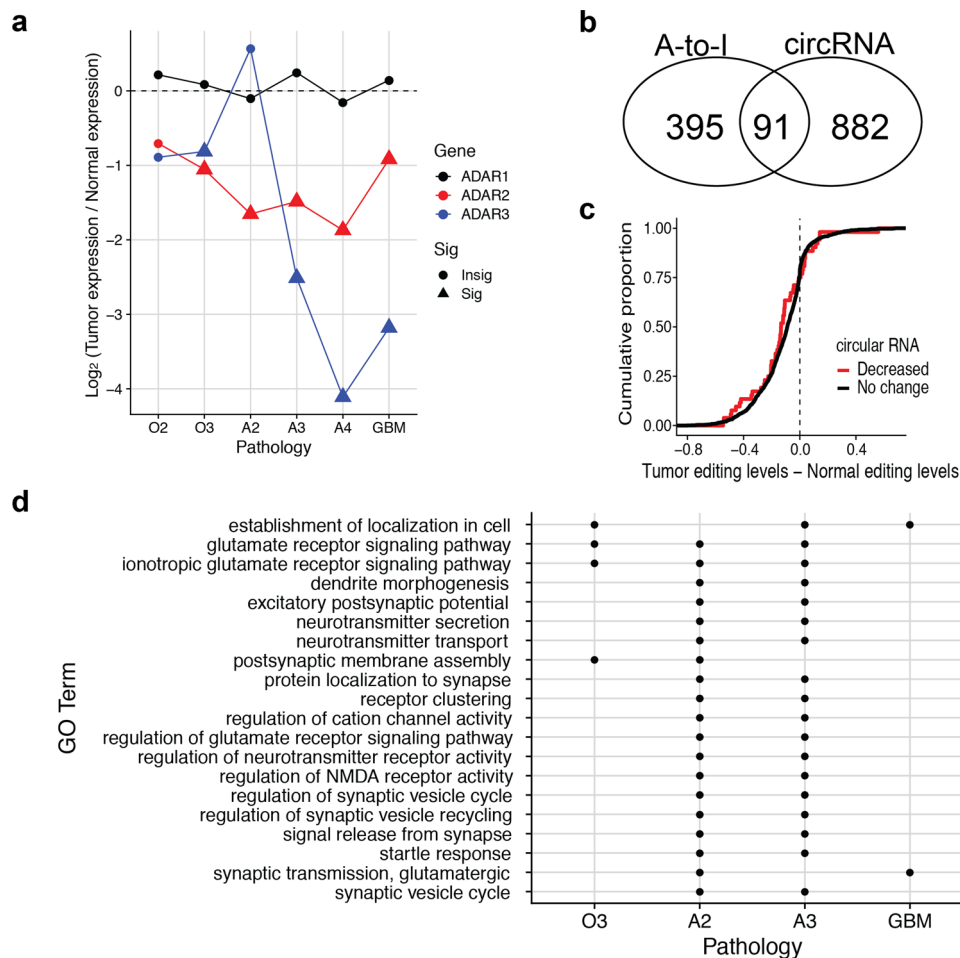 a
Log₂ (Tumor expression / Normal expression)
0
−1
−2
−3
−4
O2 O3 A2 A3 A4 GBM
Pathology
Gene
ADAR1
ADAR2
ADAR3
Sig
Insig
Sig
b
A-to-I circRNA
395 91 882
c
Cumulative proportion
1.00
0.75
0.50
0.25
0.00
circular RNA
Decreased
No change
−0.8 −0.4 0.0 0.4
Tumor editing levels − Normal editing levels
d
GO Term
establishment of localization in cell
glutamate receptor signaling pathway
ionotropic glutamate receptor signaling pathway
dendrite morphogenesis
excitatory postsynaptic potential
neurotransmitter secretion
neurotransmitter transport
postsynaptic membrane assembly
protein localization to synapse
receptor clustering
regulation of cation channel activity
regulation of glutamate receptor signaling pathway
regulation of neurotransmitter receptor activity
regulation of NMDA receptor activity
regulation of synaptic vesicle cycle
regulation of synaptic vesicle recycling
signal release from synapse
startle response
synaptic transmission, glutamatergic
synaptic vesicle cycle
O3 A2 A3 GBM
Pathology